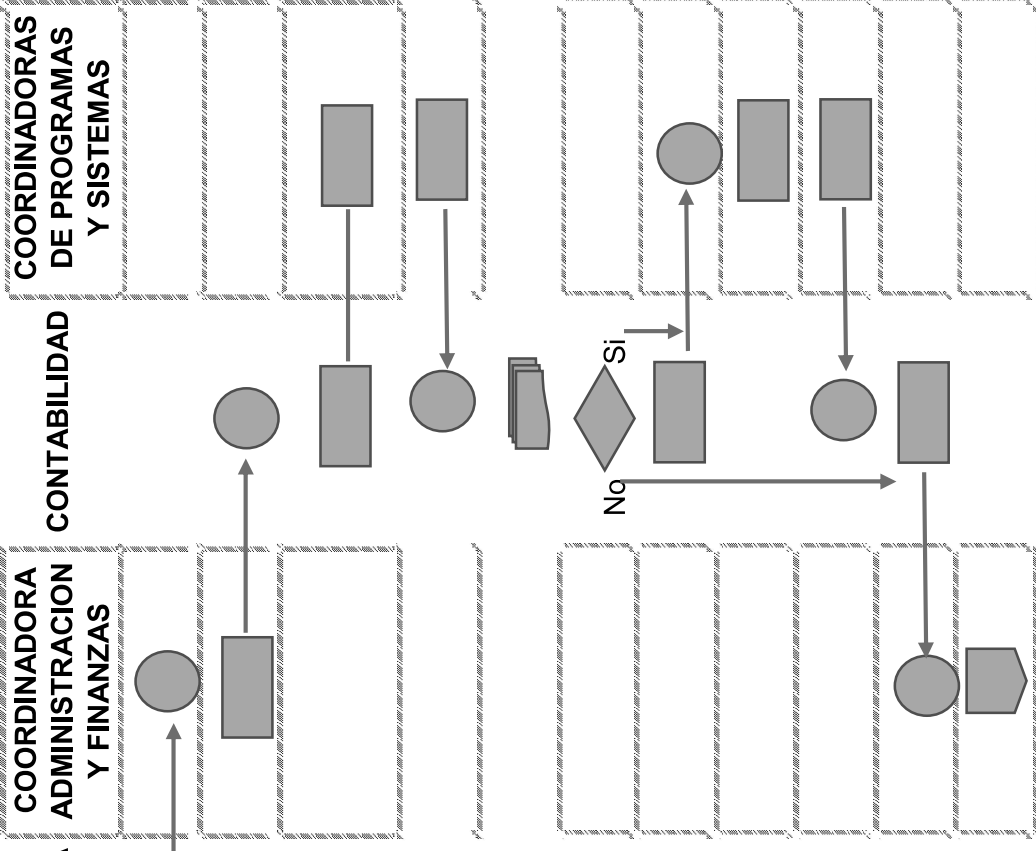 COORDINADORA
ADMINISTRACION
Y FINANZAS
CONTABILIDAD
COORDINADORAS
DE PROGRAMAS
Y SISTEMAS
No
Si